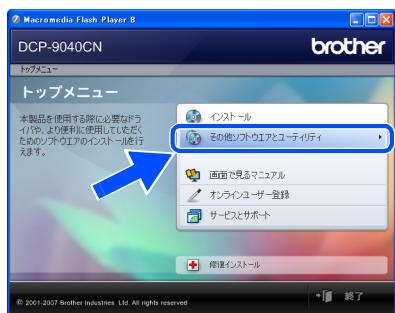 Macromedia Flash Player 8
DCP-9040CN
brother
トップメニュー
トップメニュー
本製品を使用する際に必要なドラ
イバや、より便利に使用していただく
ためのソフトウエアのインストールを行
えます。
インストール
その他ソフトウエアとユーティリティ
画面で見るマニュアル
オンラインユーザー登録
サービスとサポート
修復インストール
© 2001-2007 Brother Industries Ltd. All rights reserved
終了